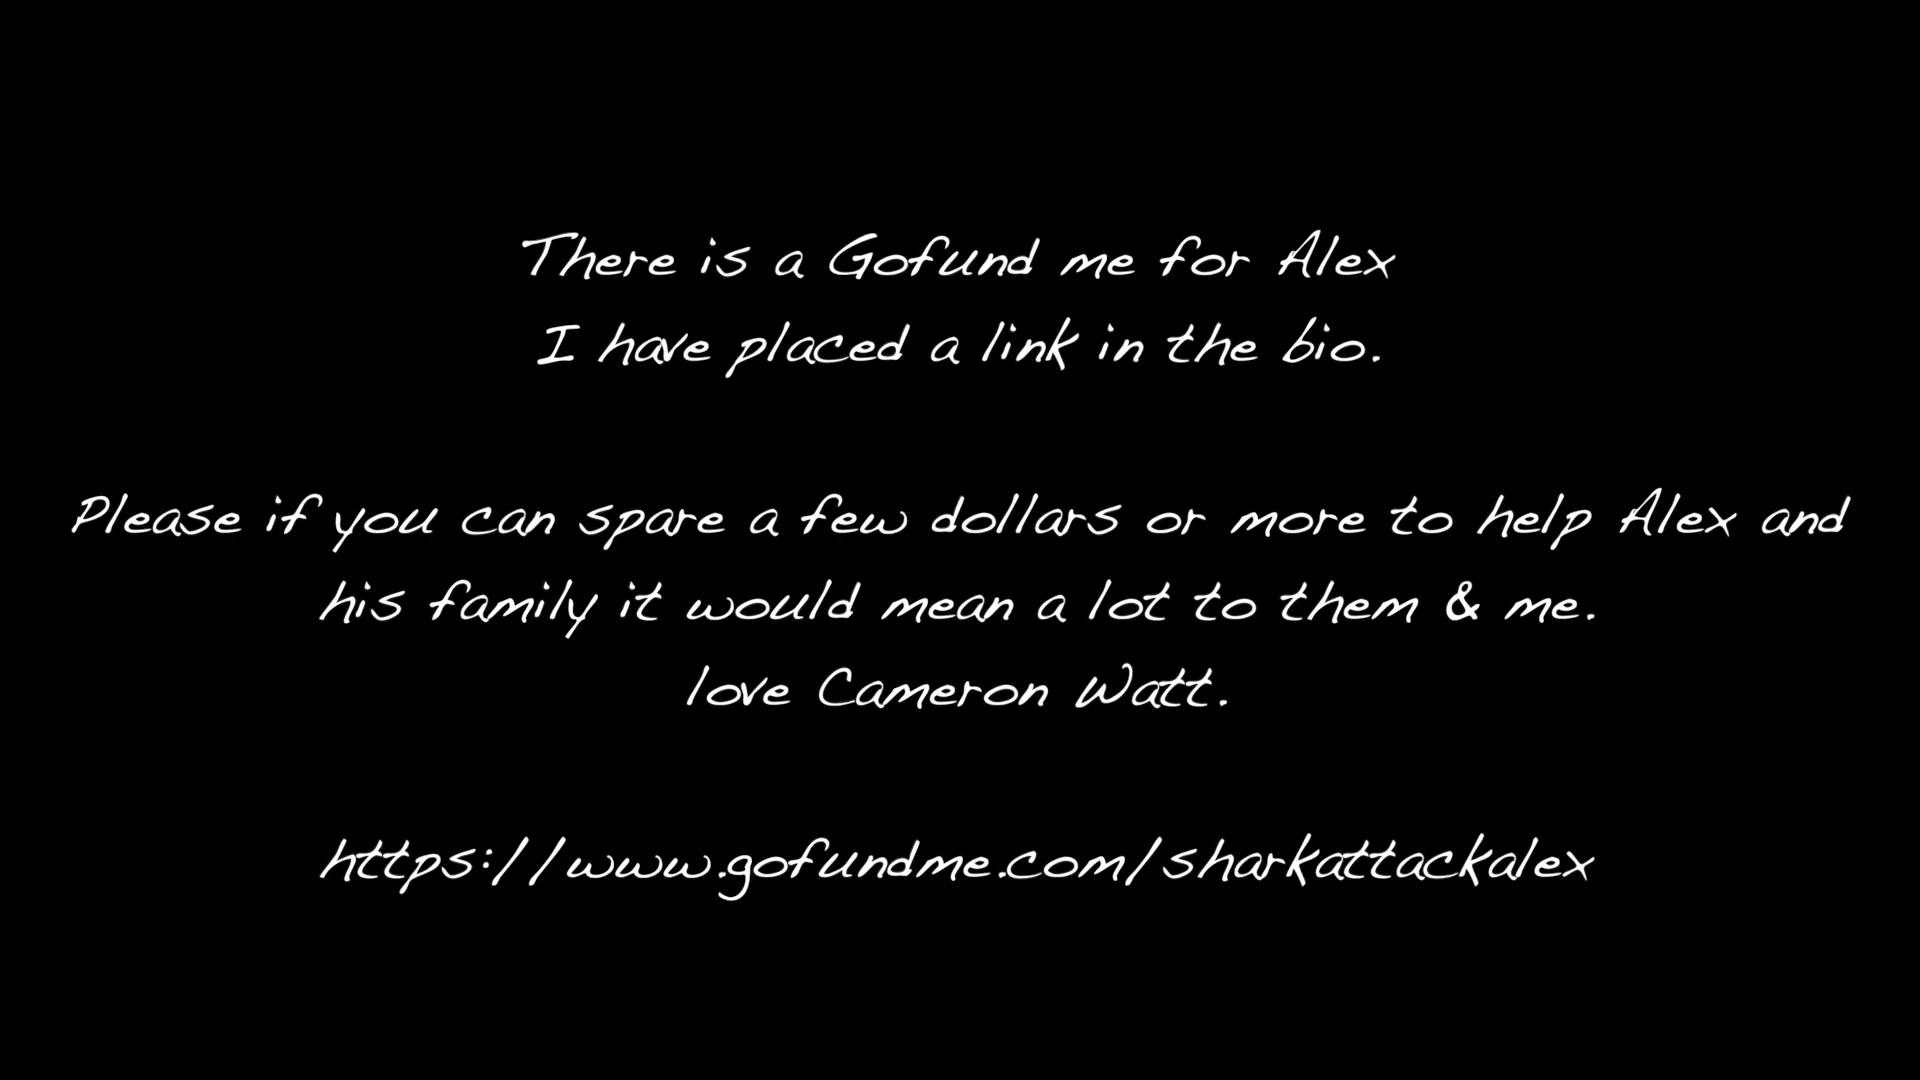 There is a Gofund me for Alex
I have placed a link in the bio.
Please if you can spare a few dollars or more to help Alex and
his family it would mean a lot to them & me.
love Cameron Watt.
https://www.gofundme.com/sharkattackalex